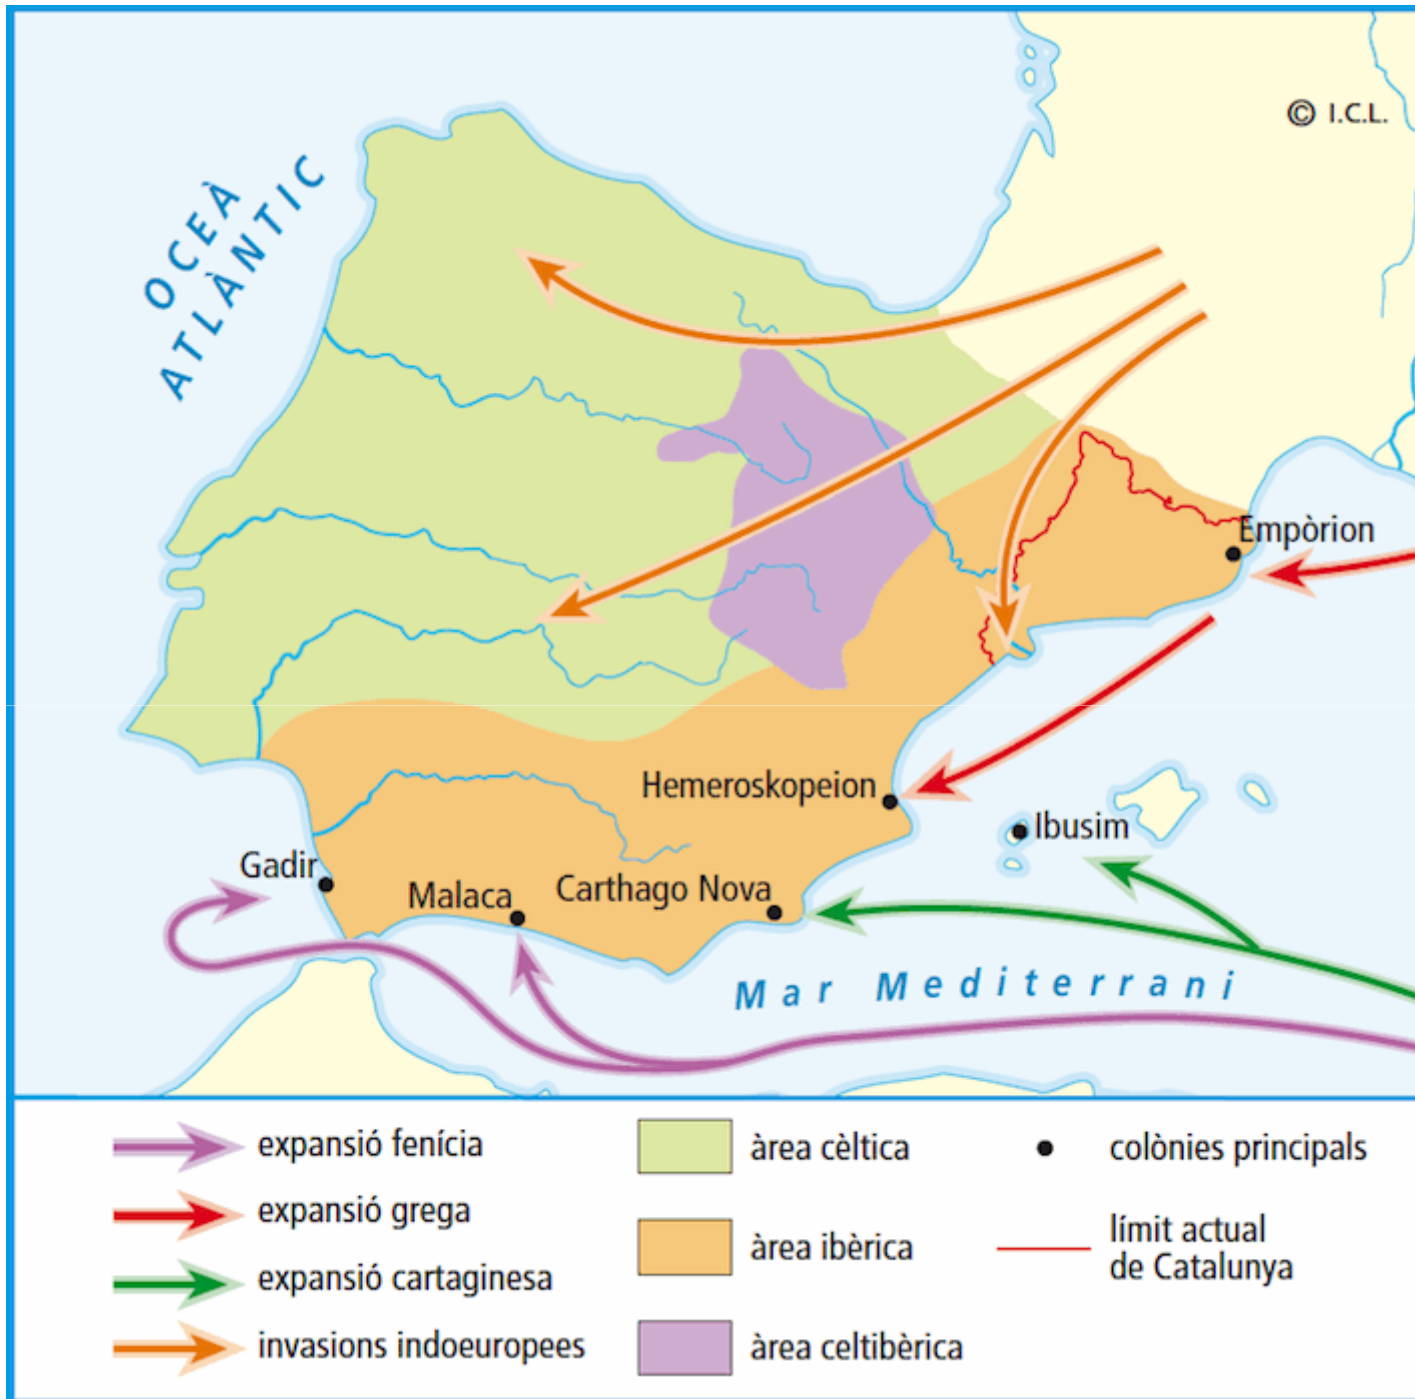 © I.C.L.
OCEÀ
ATLÀNTIC
Empòrion
Hemeroskopeion
Ibusim
Gadir
Malaca
Carthago Nova
Mar Mediterrani
expansió fenícia
expansió grega
expansió cartaginesa
invasions indoeuropees
àrea cèltica
àrea ibèrica
àrea celtibèrica
colònies principals
límit actual
de Catalunya